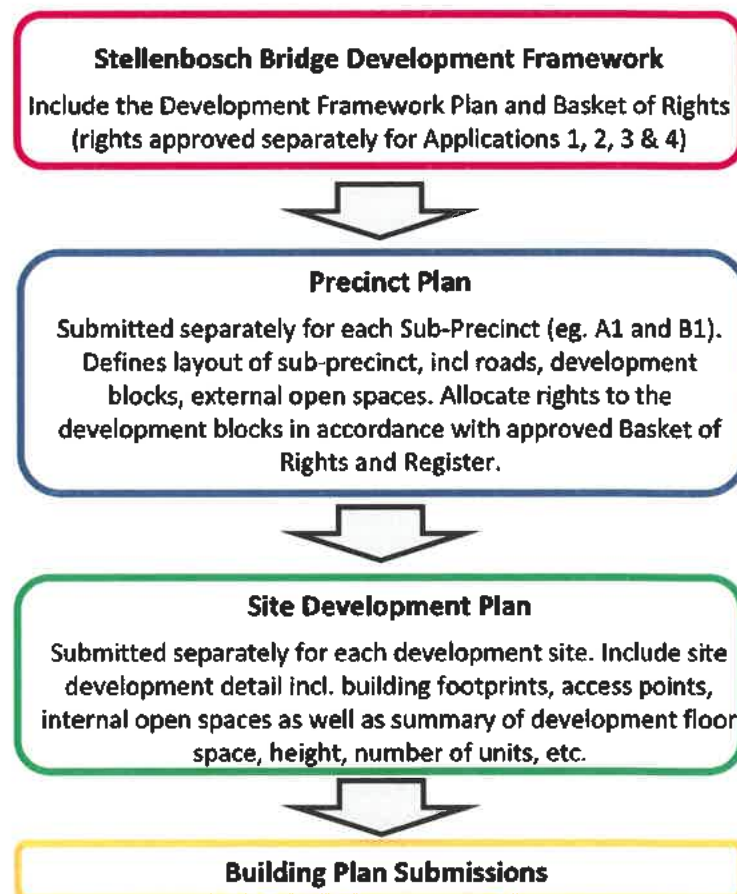 Stellenbosch Bridge Development Framework
Include the Development Framework Plan and Basket of Rights
(rights approved separately for Applications 1, 2, 3 & 4)
Precinct Plan
Submitted separately for each Sub-Precinct (eg. A1 and B1).
Defines layout of sub-precinct, incl roads, development
blocks, external open spaces. Allocate rights to the
development blocks in accordance with approved Basket of
Rights and Register.
Site Development Plan
Submitted separately for each development site. Include site
development detail incl. building footprints, access points,
internal open spaces as well as summary of development floor
space, height, number of units, etc.
Building Plan Submissions